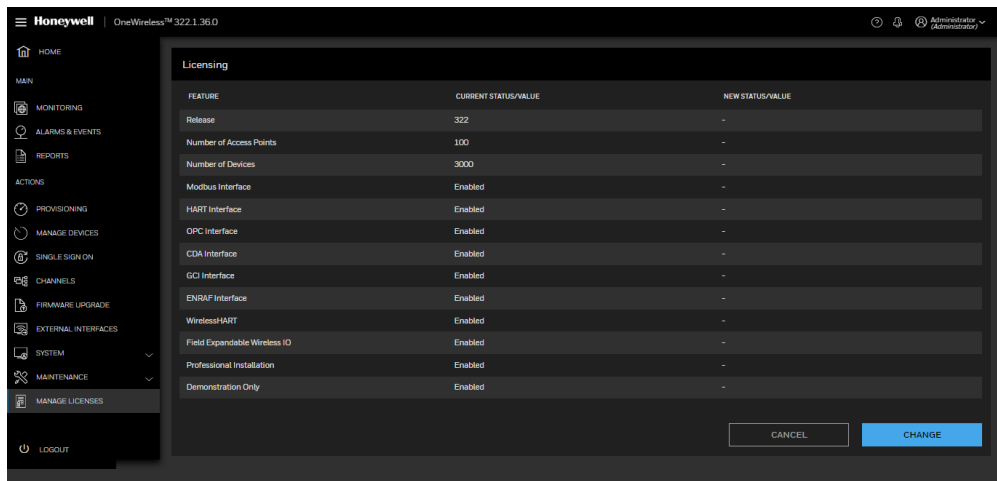 Honeywell | OneWireless™ 322.1.36.0
Administrator
(Administrator)
HOME
MAIN
MONITORING
ALARMS & EVENTS
REPORTS
ACTIONS
PROVISIONING
MANAGE DEVICES
SINGLE SIGN ON
CHANNELS
FIRMWARE UPGRADE
EXTERNAL INTERFACES
SYSTEM
MAINTENANCE
MANAGE LICENSES
LOGOUT
Licensing
FEATURE CURRENT STATUS/VALUE NEW STATUS/VALUE
Release 322 -
Number of Access Points 100 -
Number of Devices 3000 -
Modbus Interface Enabled -
HART Interface Enabled -
OPC Interface Enabled -
CDA Interface Enabled -
GCI Interface Enabled -
ENRAF Interface Enabled -
WirelessHART Enabled -
Field Expandable Wireless IO Enabled -
Professional Installation Enabled -
Demonstration Only Enabled -
CANCEL CHANGE